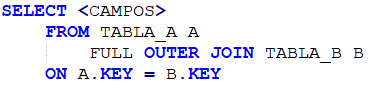 SELECT <CAMPOS>
FROM TABLA_A A
FULL OUTER JOIN TABLA_B B
ON A.KEY = B.KEY